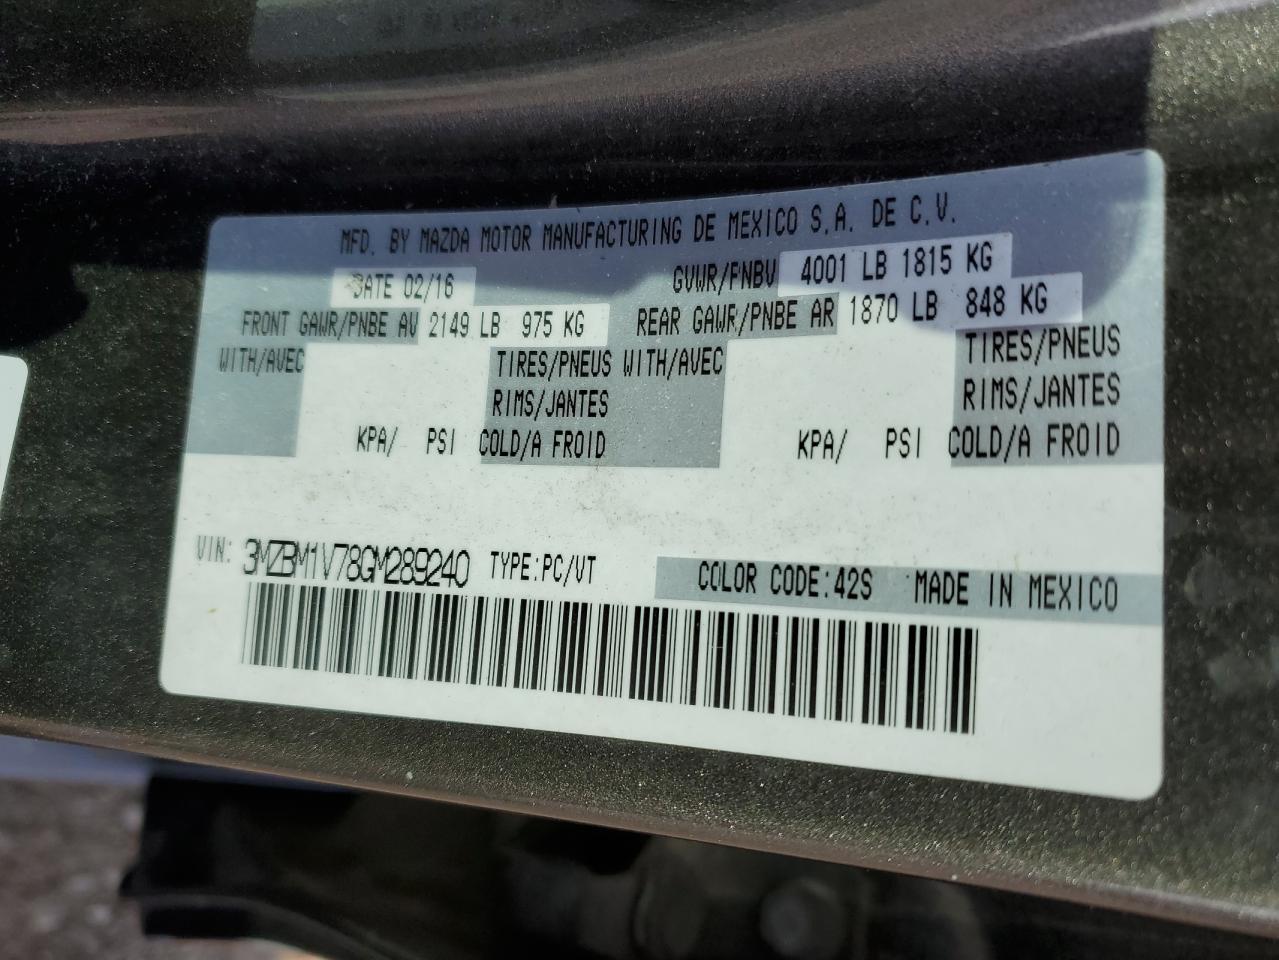 MFD. BY MAZDA MOTOR MANUFACTURING DE MEXICO S.A. DE C.V.
DATE 02/16 GVWR/PNBV 4001 LB 1815 KG
FRONT GAWR/PNBE AV 2149 LB 975 KG REAR GAWR/PNBE AR 1870 LB 848 KG
WITH/AVEC TIRES/PNEUS WITH/AVEC TIRES/PNEUS
RIMS/JANTES RIMS/JANTES
KPA/ PSI COLD/A FROID KPA/ PSI COLD/A FROID
VIN: 3MZBM1V78GM289240 TYPE:PC/VT COLOR CODE:42S MADE IN MEXICO